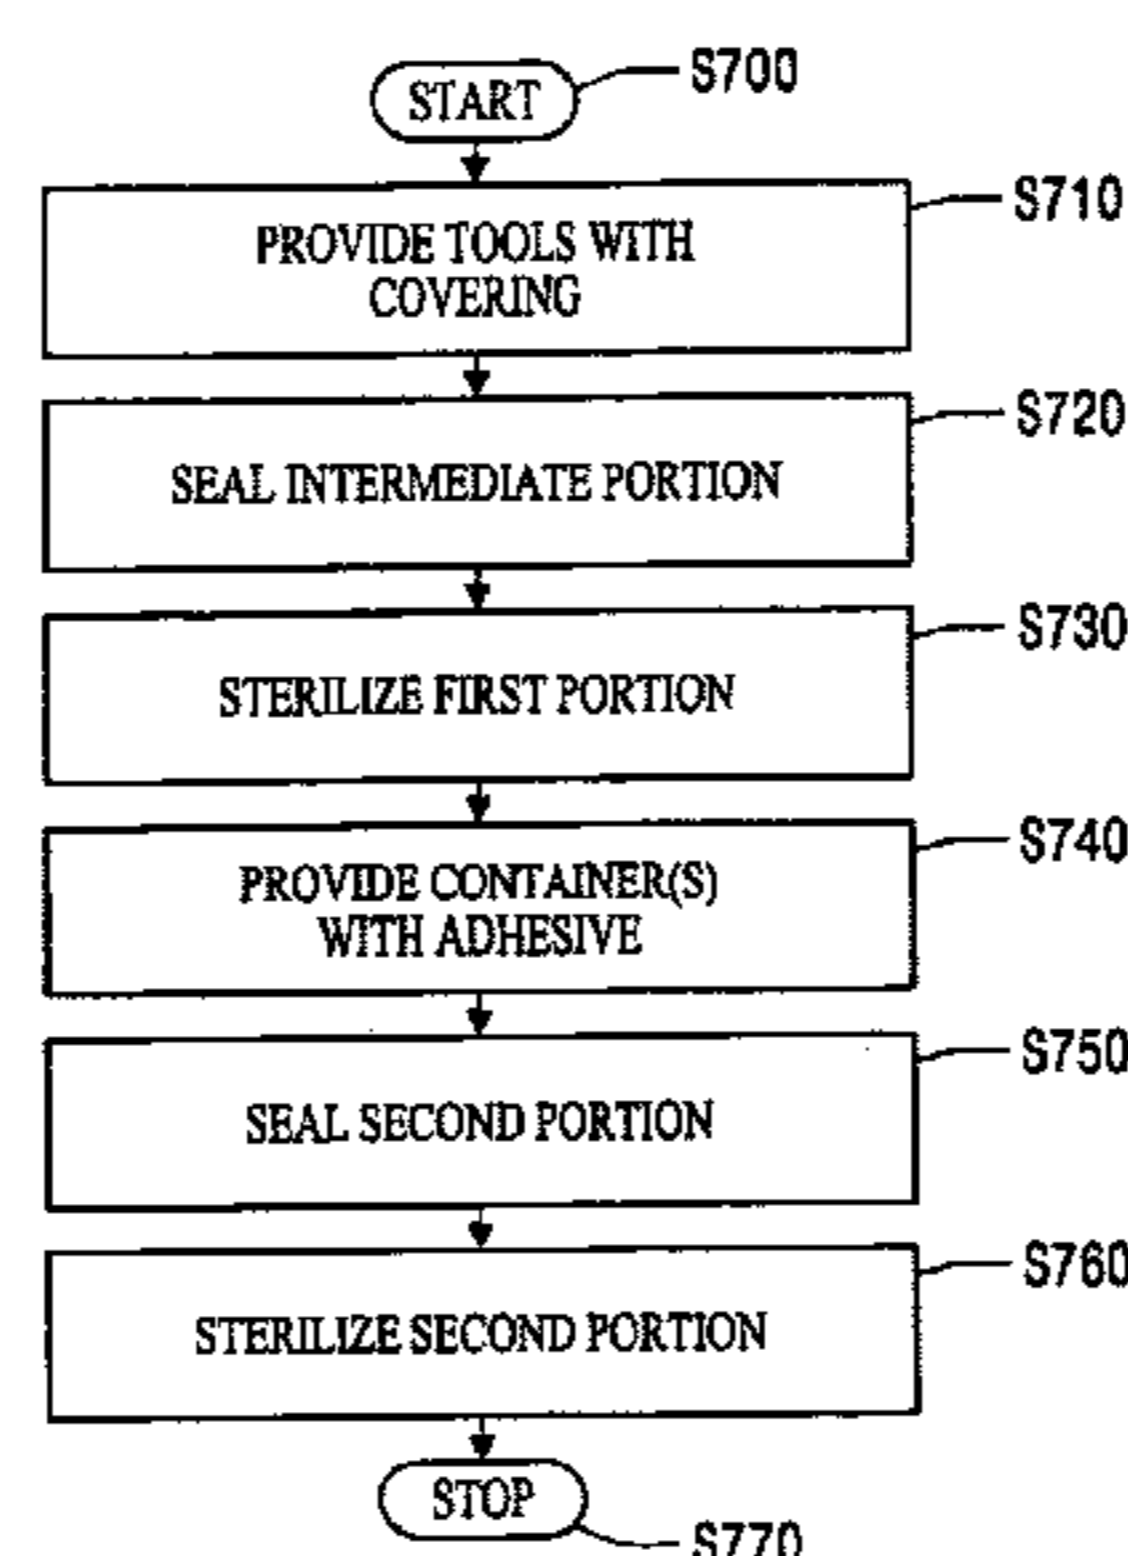 START
S700
PROVIDE TOOLS WITH
COVERING
S710
SEAL INTERMEDIATE PORTION
S720
STERILIZE FIRST PORTION
S730
PROVIDE CONTAINER(S)
WITH ADHESIVE
S740
SEAL SECOND PORTION
S750
STERILIZE SECOND PORTION
S760
STOP
S770